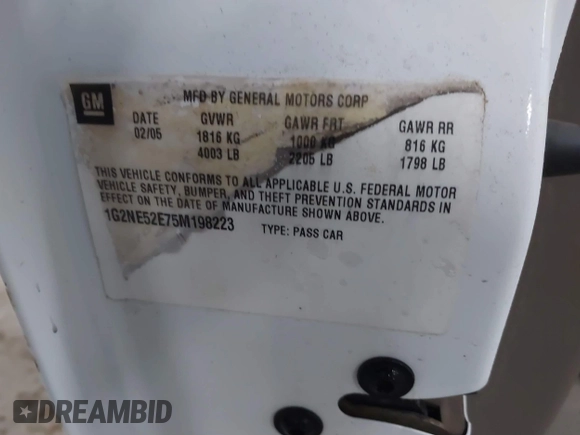 GM
MFD BY GENERAL MOTORS CORP
DATE GVWR GAWR FRT GAWR RR
02/05 1816 KG 1000 KG 816 KG
4003 LB 2205 LB 1798 LB
THIS VEHICLE CONFORMS TO ALL APPLICABLE U.S. FEDERAL MOTOR
VEHICLE SAFETY, BUMPER, AND THEFT PREVENTION STANDARDS IN
EFFECT ON THE DATE OF MANUFACTURE SHOWN ABOVE.
1G2NE52E75M198223 TYPE: PASS CAR
DREAMBID